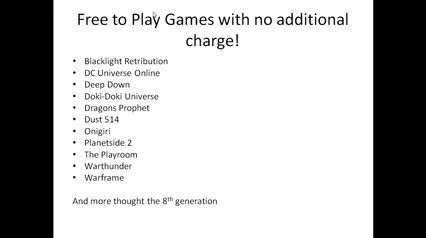 Free to Play Games with no additional
charge!
• Blacklight Retribution
• DC Universe Online
• Deep Down
• Doki-Doki Universe
• Dragons Prophet
• Dust 514
• Onigiri
• Planetside 2
• The Playroom
• Warthunder
• Warframe
And more thought the 8th generation